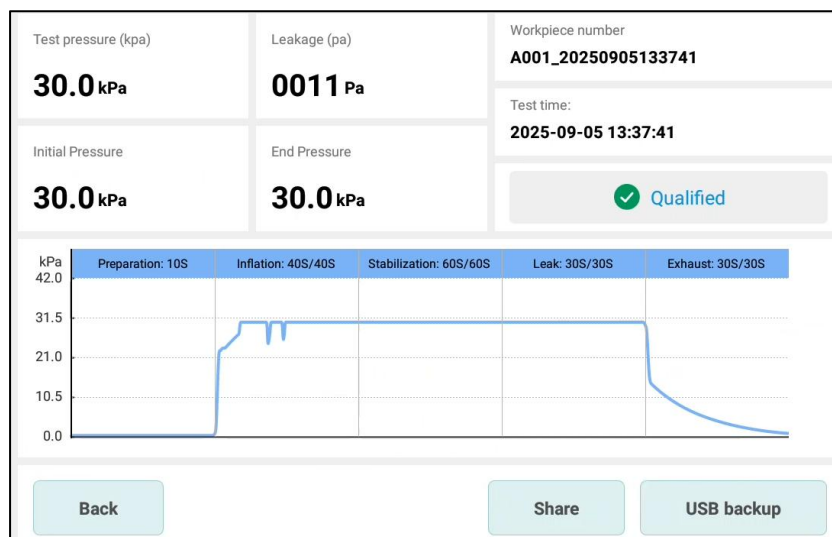 Test pressure (kpa)
30.0 kPa
Leakage (pa)
0011 Pa
Workpiece number
A001_20250905133741
Test time:
2025-09-05 13:37:41
Initial Pressure
30.0 kPa
End Pressure
30.0 kPa
Qualified
kPa
Preparation: 10S
Inflation: 40S/40S
Stabilization: 60S/60S
Leak: 30S/30S
Exhaust: 30S/30S
42.0
31.5
21.0
10.5
0.0
Back
Share
USB backup